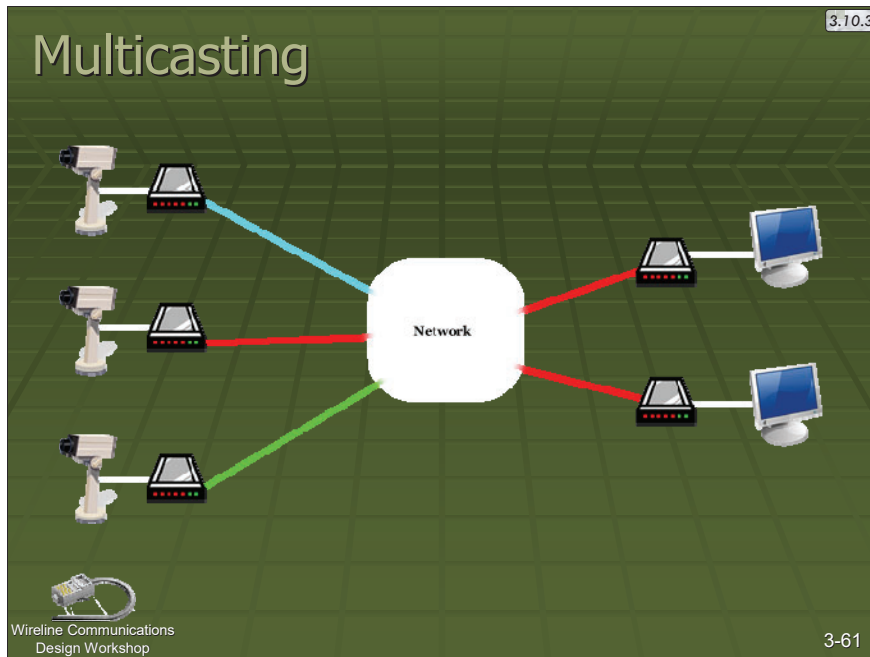 3.10.3
Multicasting
Network
Wireline Communications
Design Workshop
3-61